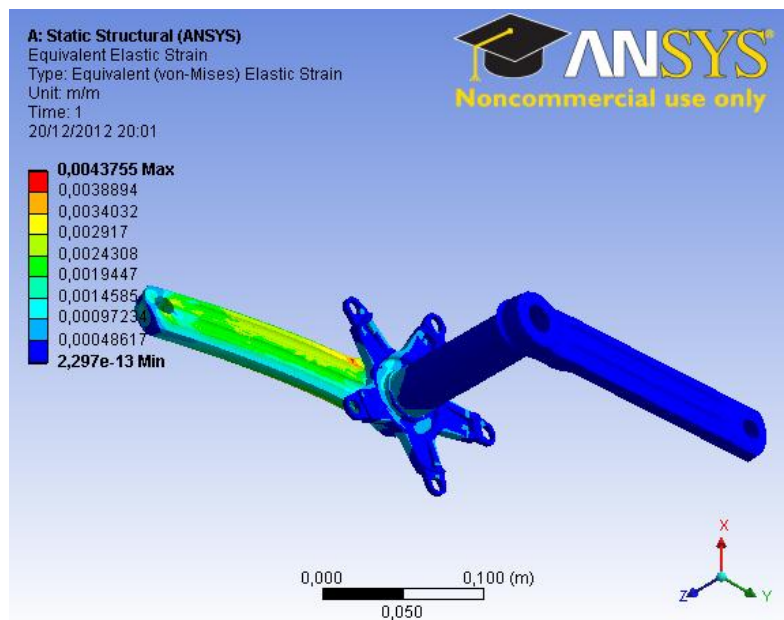 A: Static Structural (ANSYS)
Equivalent Elastic Strain
Type: Equivalent (von-Mises) Elastic Strain
Unit: m/m
Time: 1
20/12/2012 20:01
ANSYS®
Noncommercial use only
0,0043755 Max
0,0038894
0,0034032
0,002917
0,0024308
0,0019447
0,0014585
0,00097234
0,00048617
2,297e-13 Min
0,000
0,100 (m)
0,050
X
Z
Y